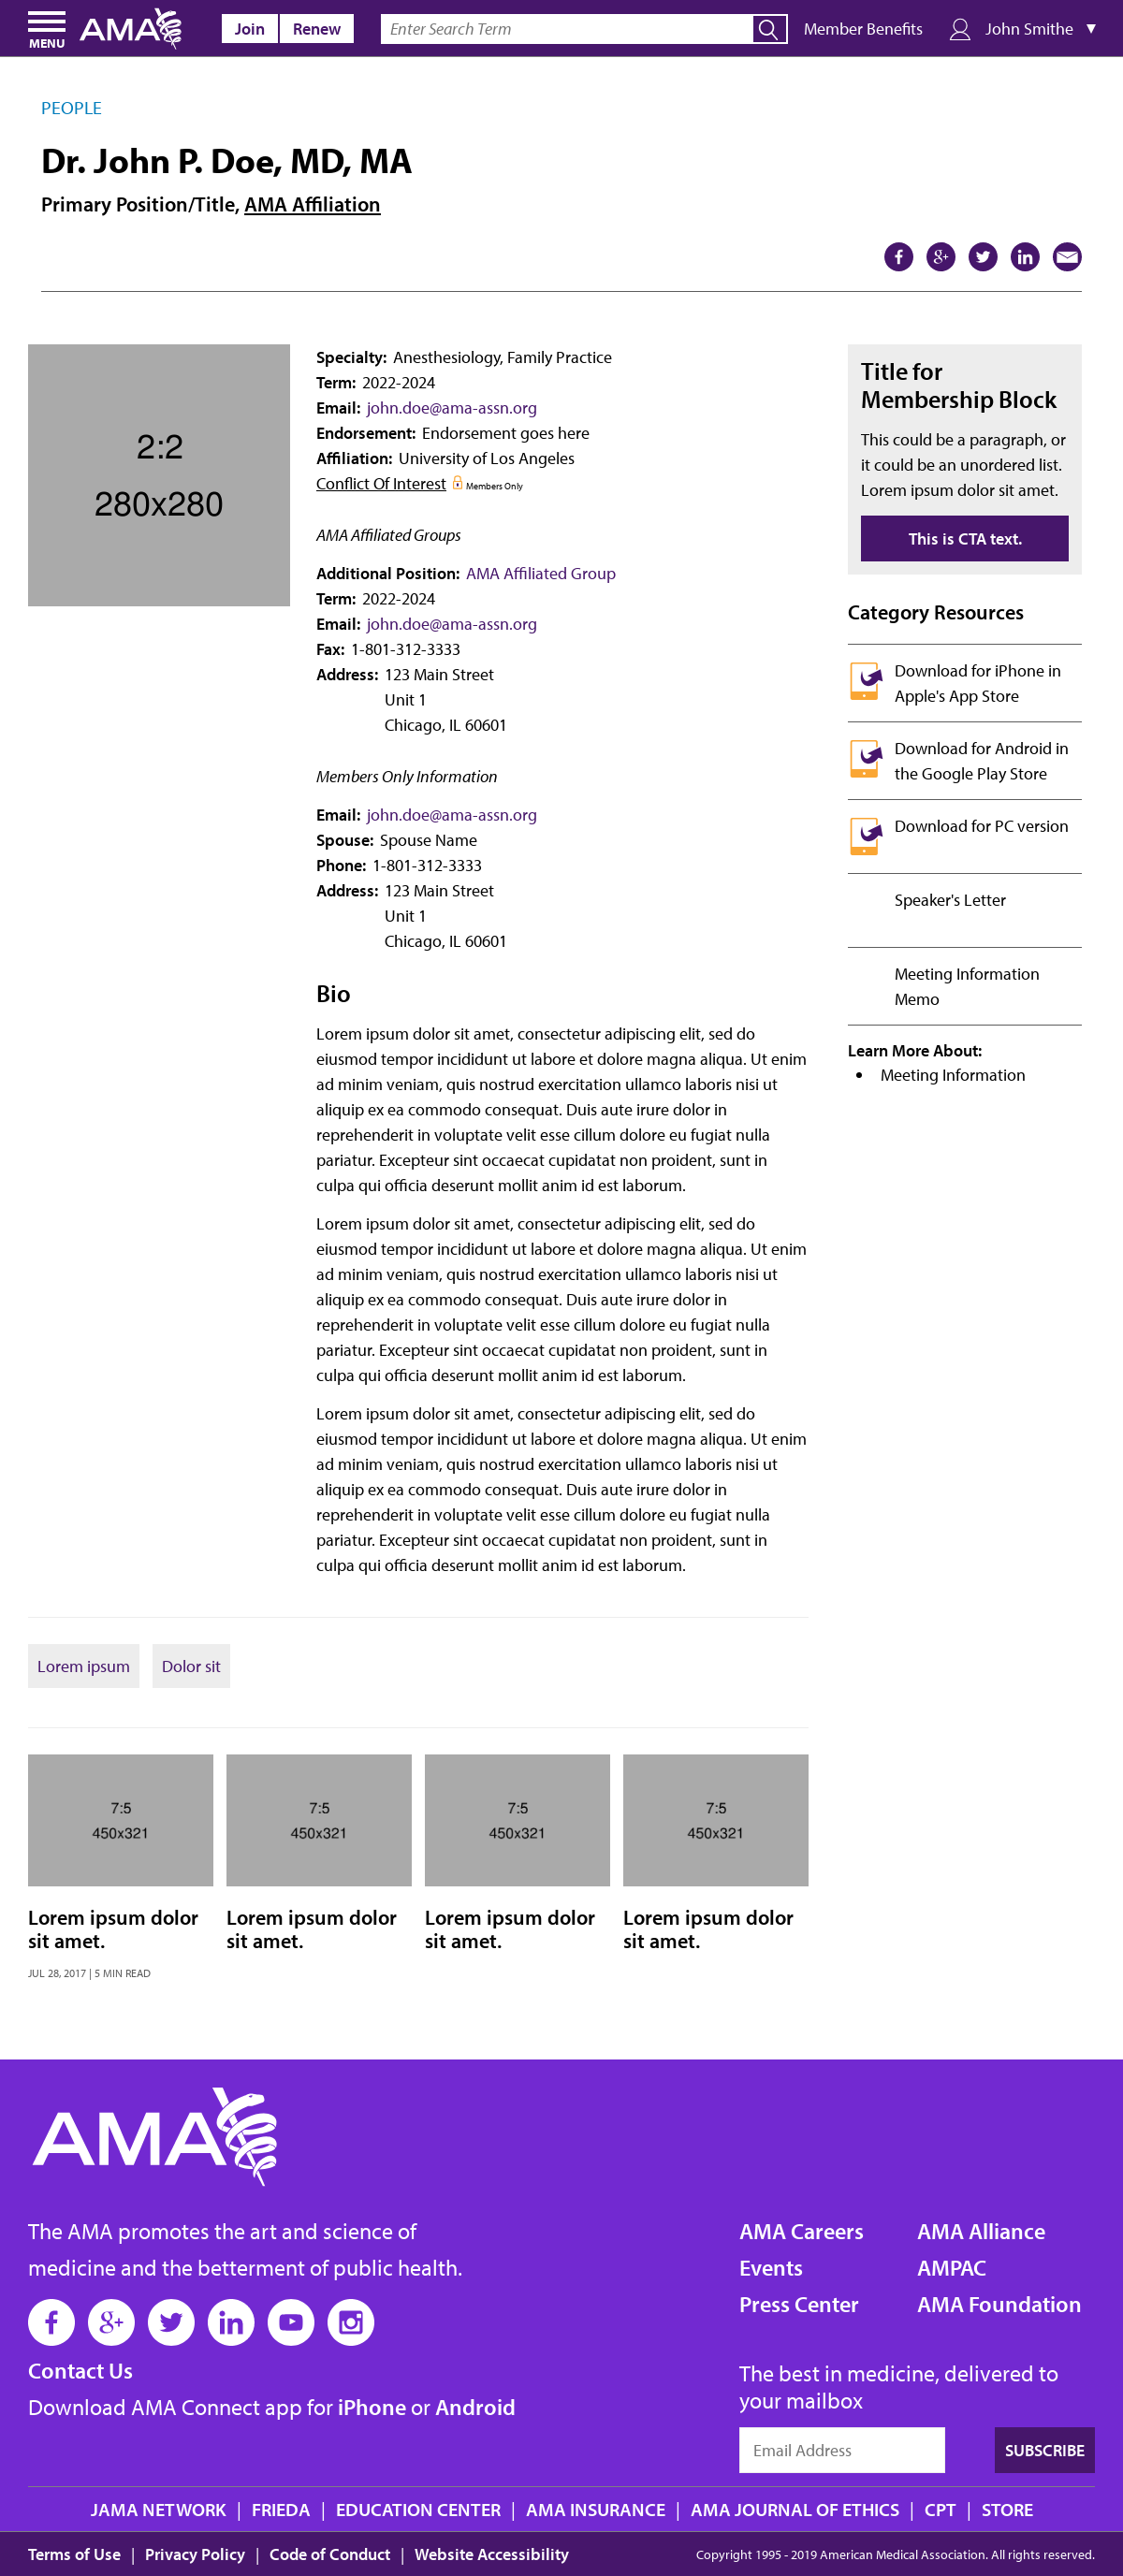 MENU
AMA
Join
Renew
Enter Search Term
Member Benefits
John Smithe ▼
PEOPLE
Dr. John P. Doe, MD, MA
Primary Position/Title, AMA Affiliation
2:2
280x280
Specialty: Anesthesiology, Family Practice
Term: 2022-2024
Email: john.doe@ama-assn.org
Endorsement: Endorsement goes here
Affiliation: University of Los Angeles
Conflict Of Interest Members Only
AMA Affiliated Groups
Additional Position: AMA Affiliated Group
Term: 2022-2024
Email: john.doe@ama-assn.org
Fax: 1-801-312-3333
Address: 123 Main Street
Unit 1
Chicago, IL 60601
Members Only Information
Email: john.doe@ama-assn.org
Spouse: Spouse Name
Phone: 1-801-312-3333
Address: 123 Main Street
Unit 1
Chicago, IL 60601
Bio
Lorem ipsum dolor sit amet, consectetur adipiscing elit, sed do
eiusmod tempor incididunt ut labore et dolore magna aliqua. Ut enim
ad minim veniam, quis nostrud exercitation ullamco laboris nisi ut
aliquip ex ea commodo consequat. Duis aute irure dolor in
reprehenderit in voluptate velit esse cillum dolore eu fugiat nulla
pariatur. Excepteur sint occaecat cupidatat non proident, sunt in
culpa qui officia deserunt mollit anim id est laborum.
Lorem ipsum dolor sit amet, consectetur adipiscing elit, sed do
eiusmod tempor incididunt ut labore et dolore magna aliqua. Ut enim
ad minim veniam, quis nostrud exercitation ullamco laboris nisi ut
aliquip ex ea commodo consequat. Duis aute irure dolor in
reprehenderit in voluptate velit esse cillum dolore eu fugiat nulla
pariatur. Excepteur sint occaecat cupidatat non proident, sunt in
culpa qui officia deserunt mollit anim id est laborum.
Lorem ipsum dolor sit amet, consectetur adipiscing elit, sed do
eiusmod tempor incididunt ut labore et dolore magna aliqua. Ut enim
ad minim veniam, quis nostrud exercitation ullamco laboris nisi ut
aliquip ex ea commodo consequat. Duis aute irure dolor in
reprehenderit in voluptate velit esse cillum dolore eu fugiat nulla
pariatur. Excepteur sint occaecat cupidatat non proident, sunt in
culpa qui officia deserunt mollit anim id est laborum.
Title for
Membership Block
This could be a paragraph, or
it could be an unordered list.
Lorem ipsum dolor sit amet.
This is CTA text.
Category Resources
Download for iPhone in
Apple's App Store
Download for Android in
the Google Play Store
Download for PC version
Speaker's Letter
Meeting Information
Memo
Learn More About:
• Meeting Information
Lorem ipsum
Dolor sit
7:5
450x321
Lorem ipsum dolor
sit amet.
JUL 28, 2017 | 5 MIN READ
7:5
450x321
Lorem ipsum dolor
sit amet.
7:5
450x321
Lorem ipsum dolor
sit amet.
7:5
450x321
Lorem ipsum dolor
sit amet.
AMA
The AMA promotes the art and science of
medicine and the betterment of public health.
Contact Us
Download AMA Connect app for iPhone or Android
AMA Careers
Events
Press Center
AMA Alliance
AMPAC
AMA Foundation
The best in medicine, delivered to
your mailbox
Email Address
SUBSCRIBE
JAMA NETWORK | FRIEDA | EDUCATION CENTER | AMA INSURANCE | AMA JOURNAL OF ETHICS | CPT | STORE
Terms of Use | Privacy Policy | Code of Conduct | Website Accessibility
Copyright 1995 - 2019 American Medical Association. All rights reserved.